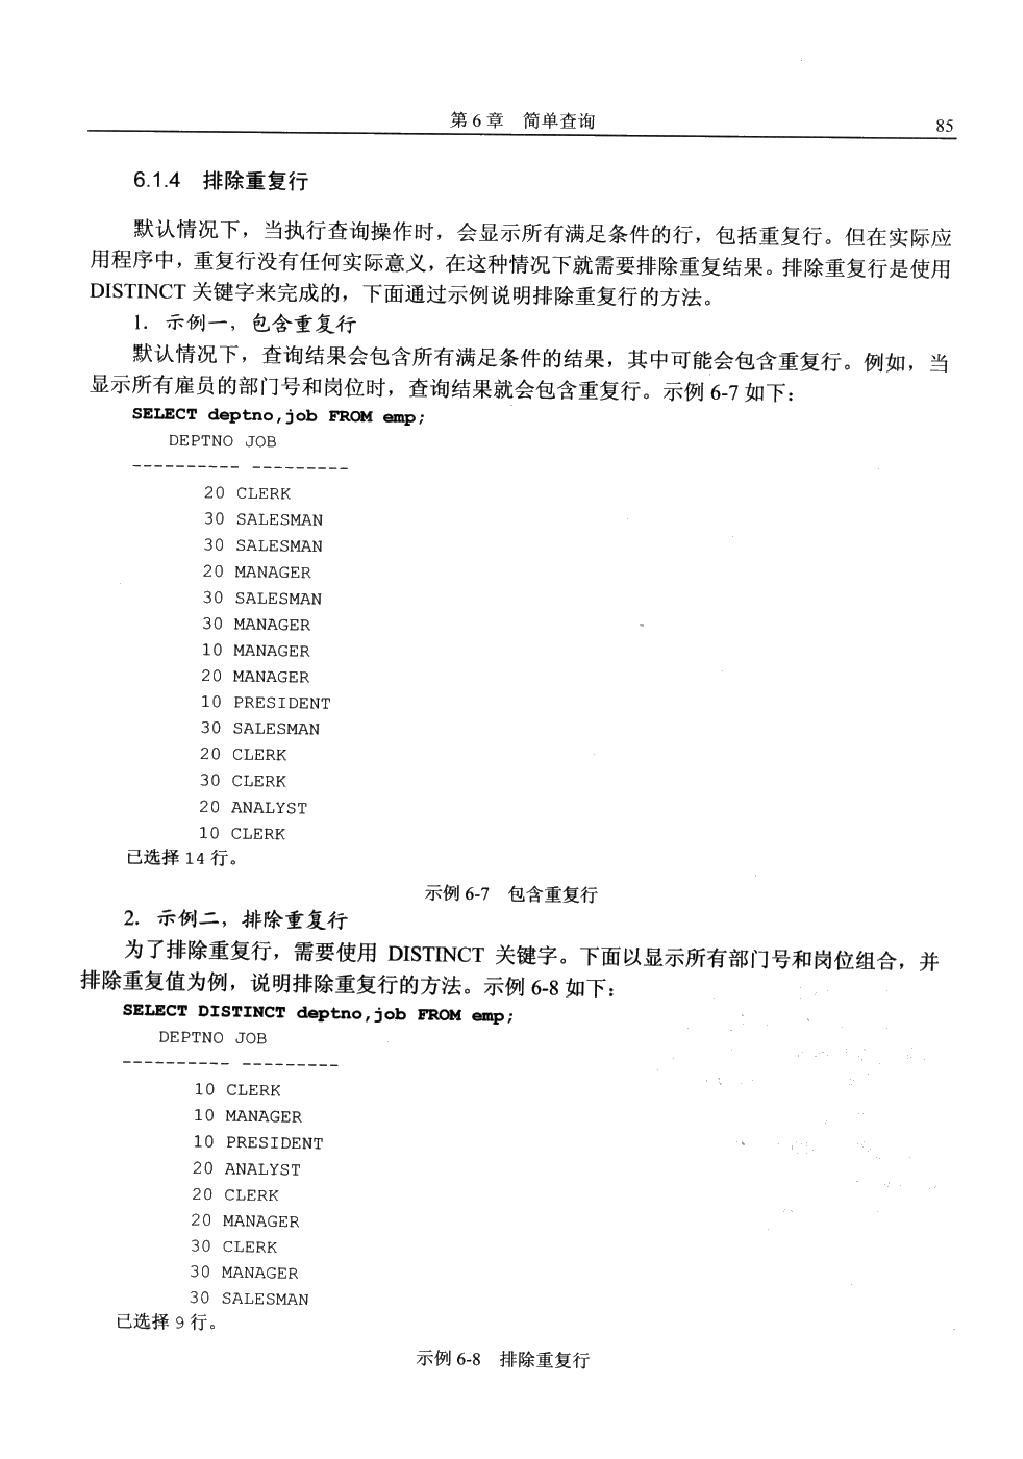 第6章 简单查询 85
6.1.4 排除重复行
默认情况下，当执行查询操作时，会显示所有满足条件的行，包括重复行。但在实际应
用程序中，重复行没有任何实际意义，在这种情况下就需要排除重复结果。排除重复行是使用
DISTINCT 关键字来完成的，下面通过示例说明排除重复行的方法。
1．示例一，包含重复行
默认情况下，查询结果会包含所有满足条件的结果，其中可能会包含重复行。例如，当
显示所有雇员的部门号和岗位时，查询结果就会包含重复行。示例 6-7 如下：
SELECT deptno,job FROM emp;
DEPTNO JOB
---------- ---------
20 CLERK
30 SALESMAN
30 SALESMAN
20 MANAGER
30 SALESMAN
30 MANAGER
10 MANAGER
20 MANAGER
10 PRESIDENT
30 SALESMAN
20 CLERK
30 CLERK
20 ANALYST
10 CLERK
已选择 14 行。
示例 6-7 包含重复行
2．示例二，排除重复行
为了排除重复行，需要使用 DISTINCT 关键字。下面以显示所有部门号和岗位组合，并
排除重复值为例，说明排除重复行的方法。示例 6-8 如下：
SELECT DISTINCT deptno,job FROM emp;
DEPTNO JOB
---------- ---------
10 CLERK
10 MANAGER
10 PRESIDENT
20 ANALYST
20 CLERK
20 MANAGER
30 CLERK
30 MANAGER
30 SALESMAN
已选择 9 行。
示例 6-8 排除重复行